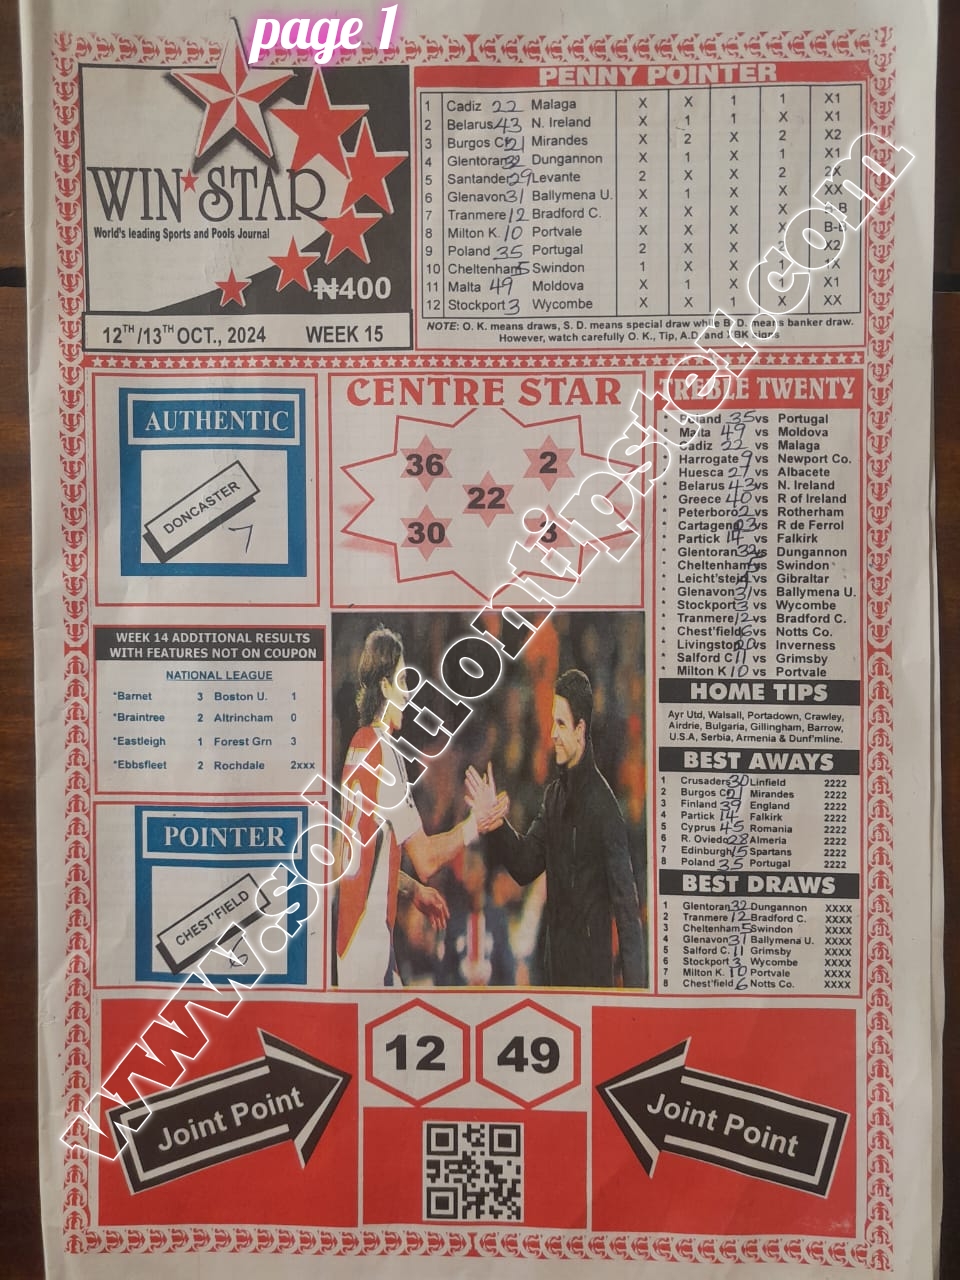 page 1
WIN STAR
World's leading Sports and Pools Journal
₦400
12TH/13TH OCT., 2024 WEEK 15
PENNY POINTER
1 Cadiz 22 Malaga X X 1 1 X1
2 Belarus 43 N. Ireland X 1 1 X X1
3 Burgos C 21 Mirandes X 2 X 2 X2
4 Glentoran 32 Dungannon X 1 X 1 X1
5 Santander 29 Levante 2 X X 2 2X
6 Glenavon 31 Ballymena U. X 1 X X XX
7 Tranmere 12 Bradford C. X X X X B
8 Milton K. 10 Portvale X X X X B-B
9 Poland 35 Portugal 2 X X 2 X2
10 Cheltenham 5 Swindon 1 X X 1 1X
11 Malta 49 Moldova X 1 X 1 X1
12 Stockport 3 Wycombe X X 1 X XX
NOTE: O. K. means draws, S. D. means special draw while B. D. means banker draw.
However, watch carefully O. K., Tip, A.D. and XBK signs
AUTHENTIC
DONCASTER
7
CENTRE STAR
36 2
22
30 3
TREBLE TWENTY
* Poland 35 vs Portugal
* Malta 49 vs Moldova
* Cadiz 22 vs Malaga
* Harrogate 9 vs Newport Co.
* Huesca 27 vs Albacete
* Belarus 43 vs N. Ireland
* Greece 40 vs R of Ireland
* Peterboro 2 vs Rotherham
* Cartagena 23 vs R de Ferrol
* Partick 14 vs Falkirk
* Glentoran 32 vs Dungannon
* Cheltenham 5 vs Swindon
* Leicht'stein vs Gibraltar
* Glenavon 31 vs Ballymena U.
* Stockport 3 vs Wycombe
* Tranmere 12 vs Bradford C.
* Chest'field 6 vs Notts Co.
* Livingston 20 vs Inverness
* Salford C 11 vs Grimsby
* Milton K 10 vs Portvale
WEEK 14 ADDITIONAL RESULTS
WITH FEATURES NOT ON COUPON
NATIONAL LEAGUE
*Barnet 3 Boston U. 1
*Braintree 2 Altrincham 0
*Eastleigh 1 Forest Grn 3
*Ebbsfleet 2 Rochdale 2xxx
HOME TIPS
Ayr Utd, Walsall, Portadown, Crawley,
Airdrie, Bulgaria, Gillingham, Barrow,
U.S.A, Serbia, Armenia & Dunf'mline.
BEST AWAYS
1 Crusaders 30 Linfield 2222
2 Burgos C 21 Mirandes 2222
3 Finland 39 England 2222
4 Partick 14 Falkirk 2222
5 Cyprus 45 Romania 2222
6 R. Oviedo 28 Almeria 2222
7 Edinburgh 15 Spartans 2222
8 Poland 35 Portugal 2222
BEST DRAWS
1 Glentoran 32 Dungannon XXXX
2 Tranmere 12 Bradford C. XXXX
3 Cheltenham 5 Swindon XXXX
4 Glenavon 31 Ballymena U. XXXX
5 Salford C. 11 Grimsby XXXX
6 Stockport 3 Wycombe XXXX
7 Milton K. 10 Portvale XXXX
8 Chest'field 6 Notts Co. XXXX
POINTER
CHEST'FIELD
6
Joint Point
12 49
Joint Point
www.solutiontipster.com